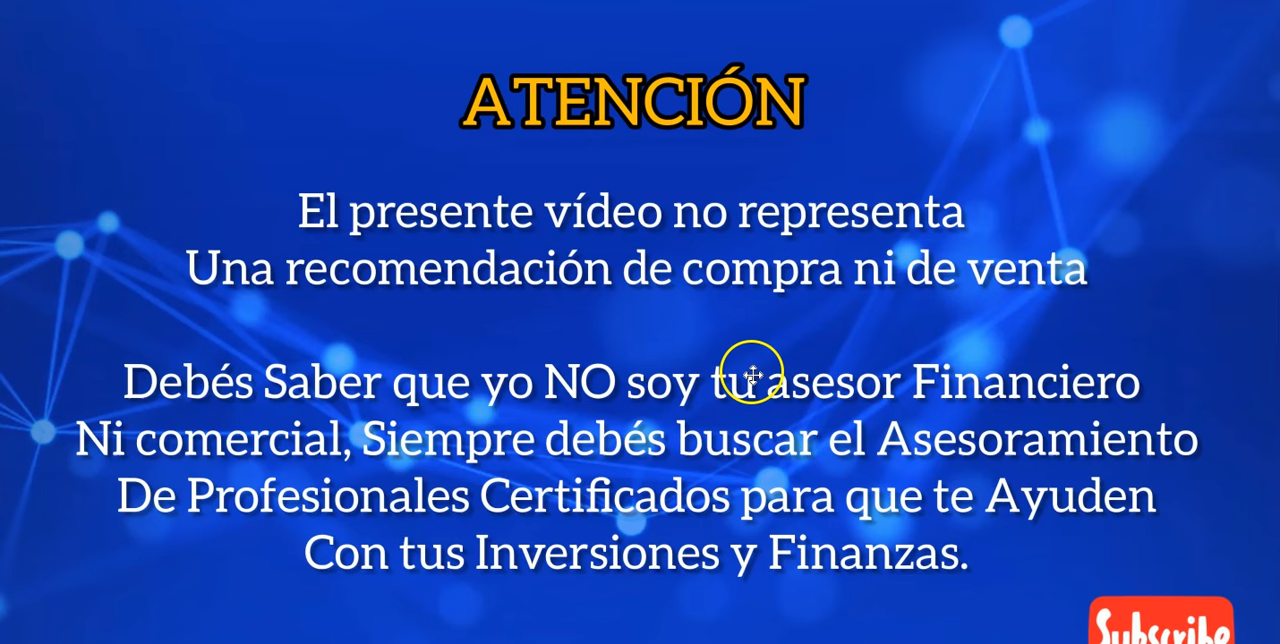 ATENCIÓN
El presente vídeo no representa
Una recomendación de compra ni de venta
Debés Saber que yo NO soy tu asesor Financiero
Ni comercial, Siempre debés buscar el Asesoramiento
De Profesionales Certificados para que te Ayuden
Con tus Inversiones y Finanzas.
Subscribe